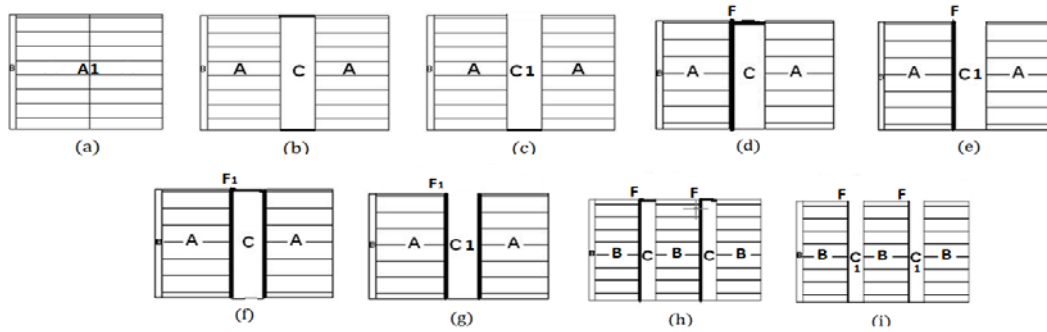 F F
B A1 B A C A B A C1 A B A C A B A C1 A
(a) (b) (c) (d) (e)
F1 F1 F F F F
B A C A B A C1 A B B C B C B B B C1 B C1 B
(f) (g) (h) (i)